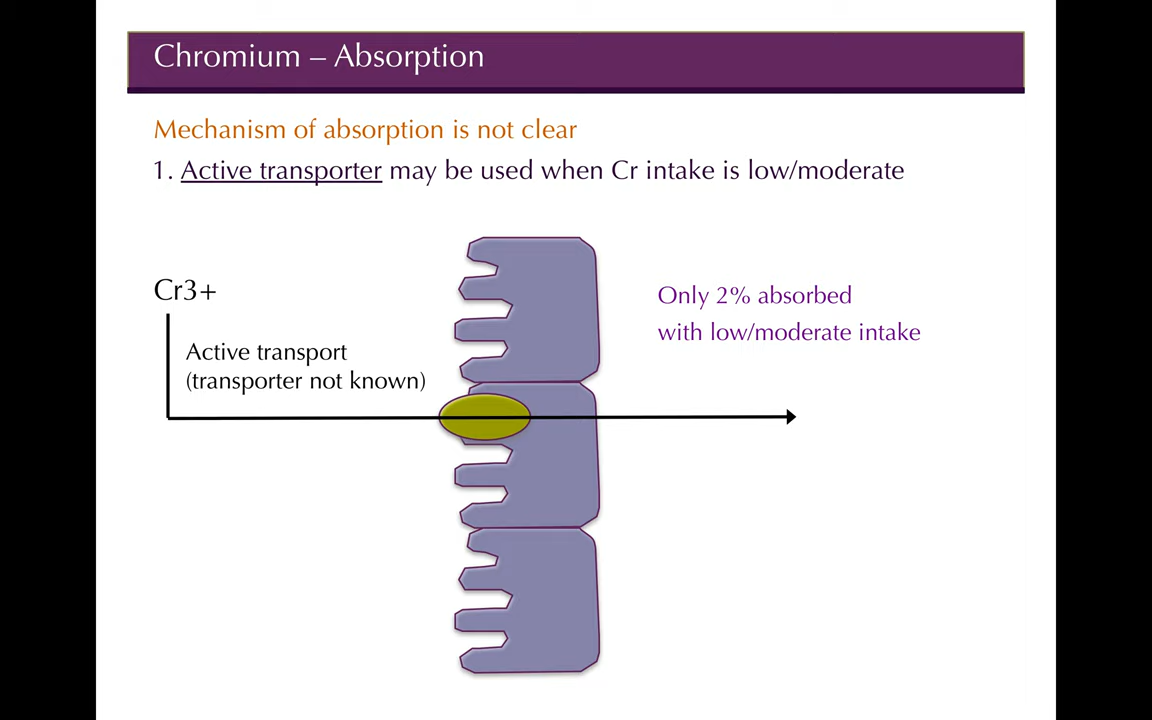 Chromium – Absorption
Mechanism of absorption is not clear
1. Active transporter may be used when Cr intake is low/moderate
Cr3+
Active transport
(transporter not known)
Only 2% absorbed
with low/moderate intake